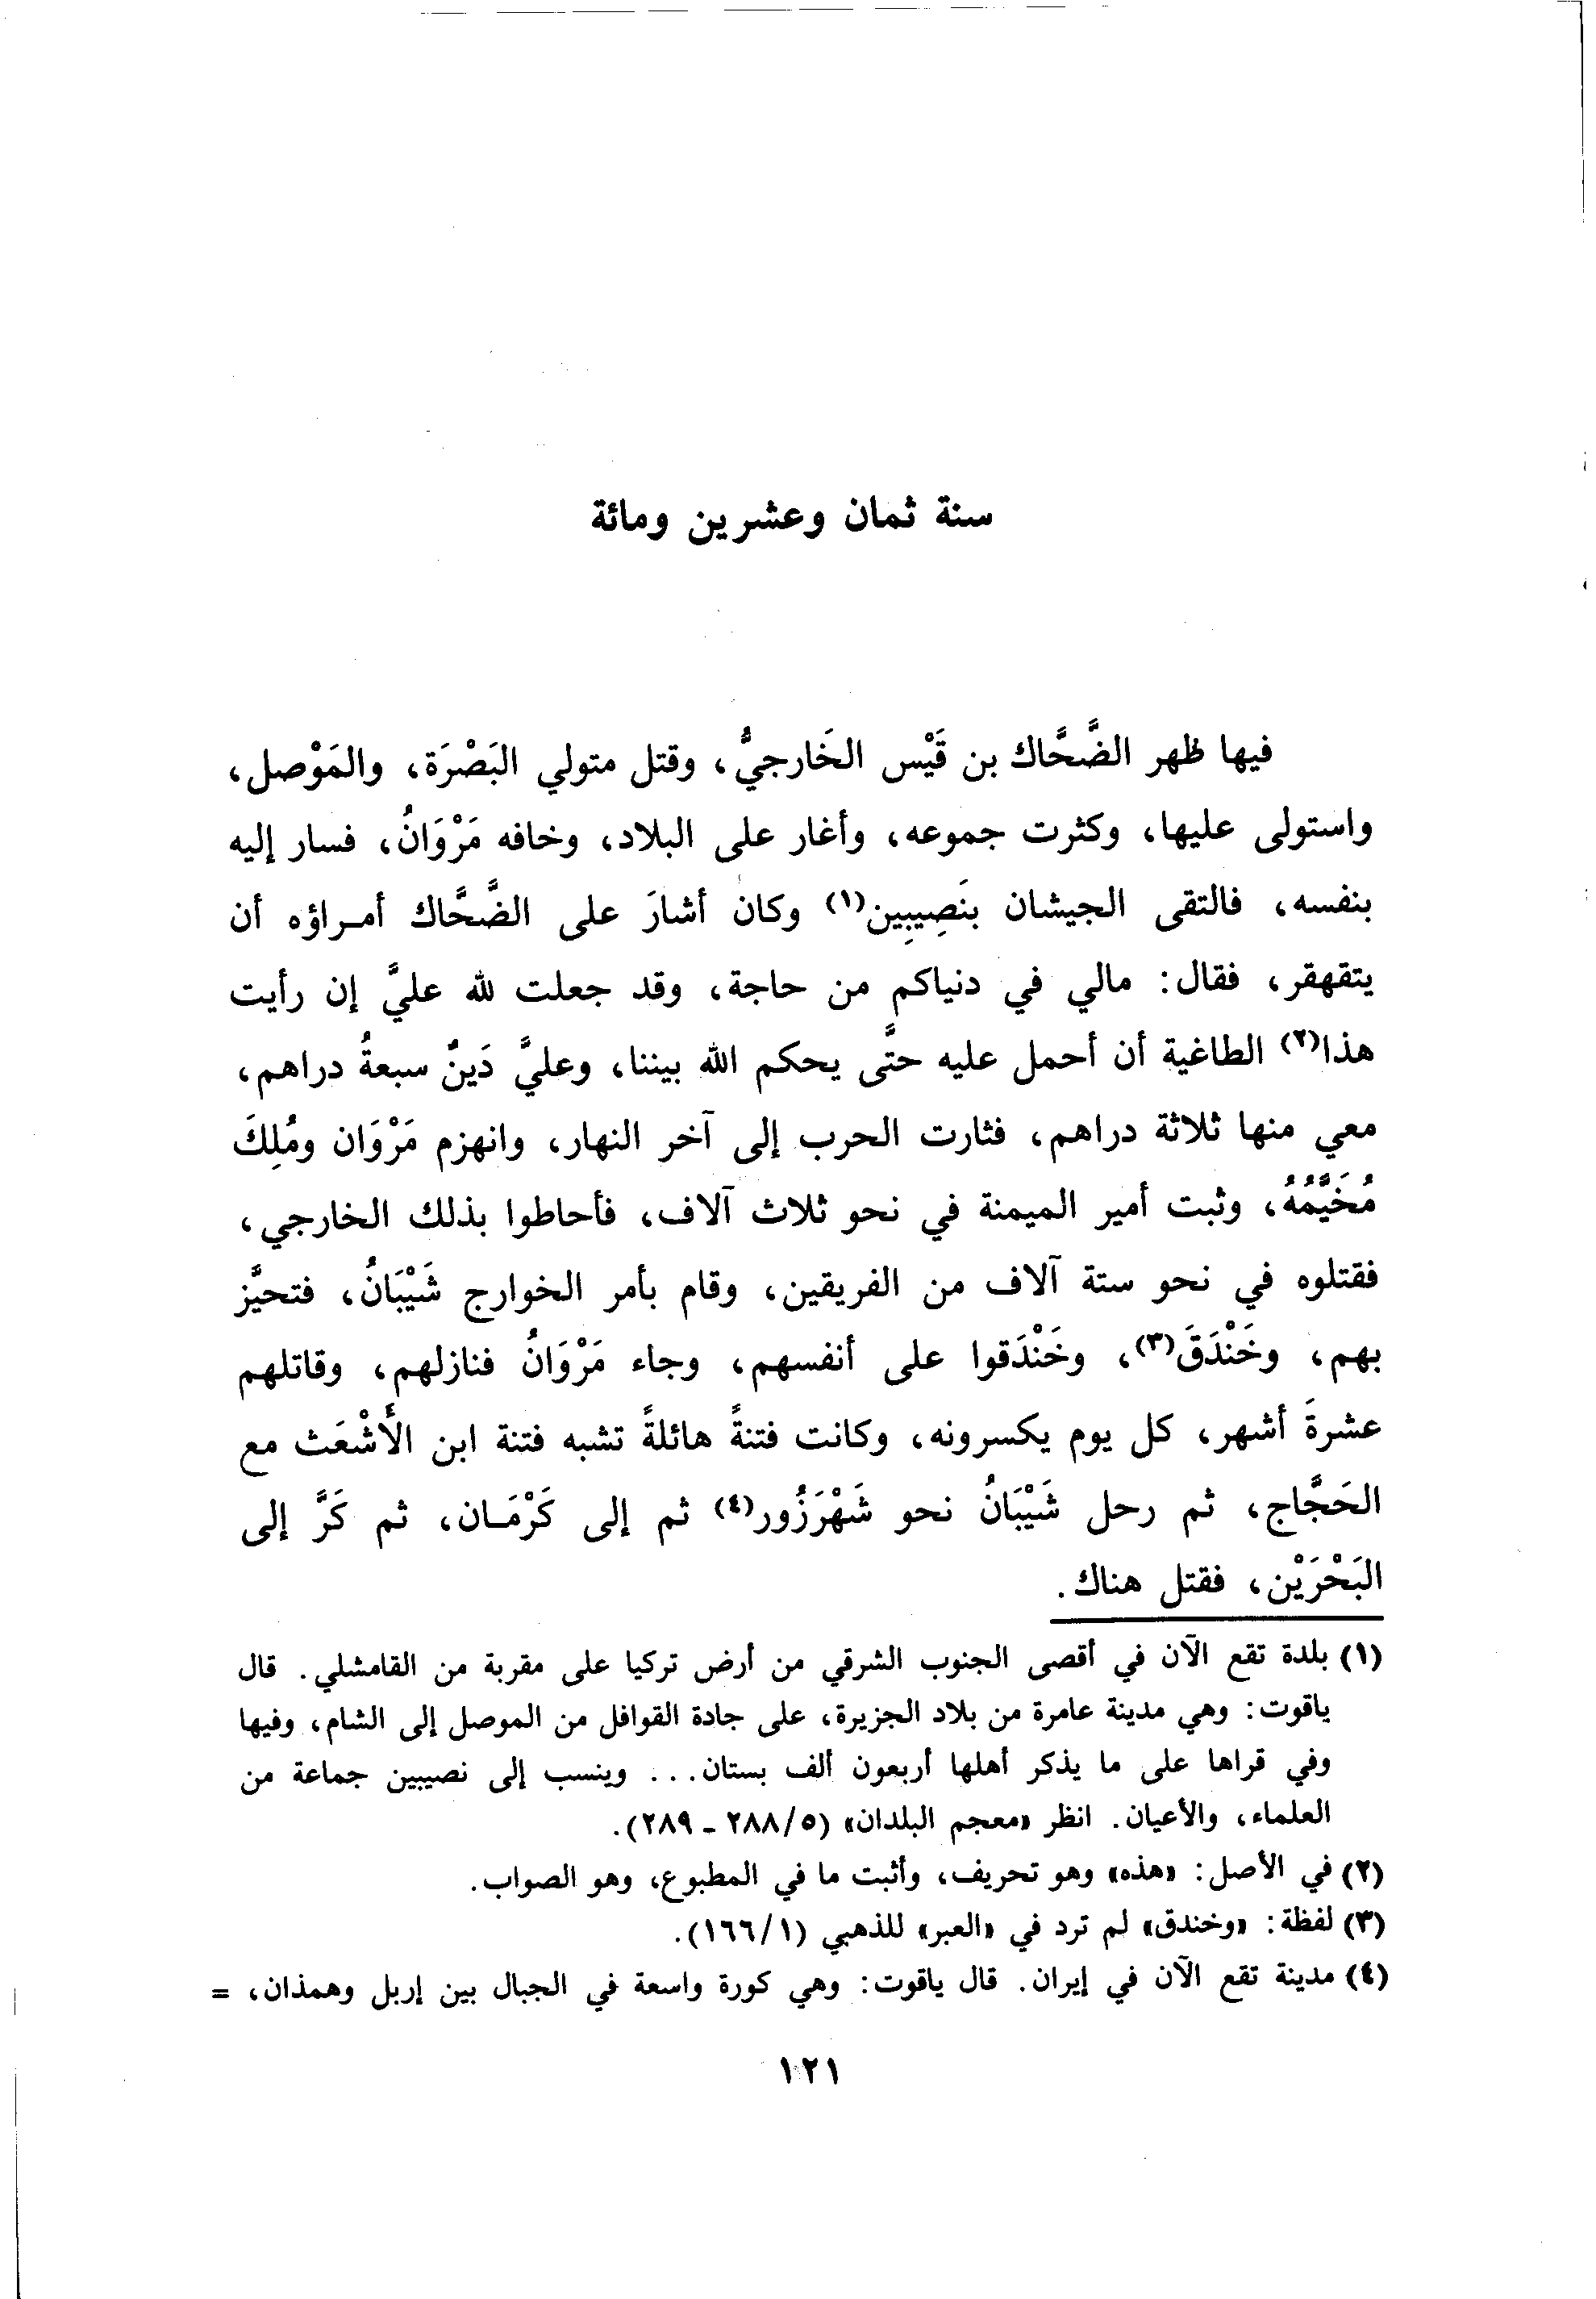 سنة ثمان وعشرين ومائة
فيها ظهر الضَّحَّاك بن قَيْس الخَارجيُّ، وقتل متولي البَصْرَة، والمَوْصل،
واستولى عليها، وكثرت جموعه، وأغار على البلاد، وخافه مَرْوَانُ، فسار إليه
بنفسه، فالتقى الجيشان بنَصِيبِين(١) وكان أشارَ على الضَّحَّاك أمـراؤه أن
يتقهقر، فقال: مالي في دنياكم من حاجة، وقد جعلت لله عليَّ إن رأيت
هذا(٢) الطاغية أن أحمل عليه حتَّى يحكم الله بيننا، وعليَّ دَينٌ سبعةُ دراهم،
معي منها ثلاثة دراهم، فثارت الحرب إلى آخر النهار، وانهزم مَرْوَان ومُلِكَ
مُخَيَّمُهُ، وثبت أمير الميمنة في نحو ثلاث آلاف، فأحاطوا بذلك الخارجي،
فقتلوه في نحو ستة آلاف من الفريقين، وقام بأمر الخوارج شَيْبَانُ، فتحيَّز
بهم، وخَنْدَقَ(٣)، وخَنْدَقوا على أنفسهم، وجاء مَرْوَانُ فنازلهم، وقاتلهم
عشرةَ أشهر، كل يوم يكسرونه، وكانت فتنةً هائلةً تشبه فتنة ابن الأَشْعَث مع
الحَجَّاج، ثم رحل شَيْبَانُ نحو شَهْرَزُور(٤) ثم إلى كَرْمَـان، ثم كَرَّ إلى
البَحْرَيْن، فقتل هناك.
(١) بلدة تقع الآن في أقصى الجنوب الشرقي من أرض تركيا على مقربة من القامشلي. قال
ياقوت: وهي مدينة عامرة من بلاد الجزيرة، على جادة القوافل من الموصل إلى الشام، وفيها
وفي قراها على ما يذكر أهلها أربعون ألف بستان... وينسب إلى نصيبين جماعة من
العلماء، والأعيان. انظر «معجم البلدان» (٢٨٨/٥ - ٢٨٩).
(٢) في الأصل: «هذه» وهو تحريف، وأثبت ما في المطبوع، وهو الصواب.
(٣) لفظة: «وخندق» لم ترد في «العبر» للذهبي (١٦٦/١).
(٤) مدينة تقع الآن في إيران. قال ياقوت: وهي كورة واسعة في الجبال بين إربل وهمذان، =
١٢١